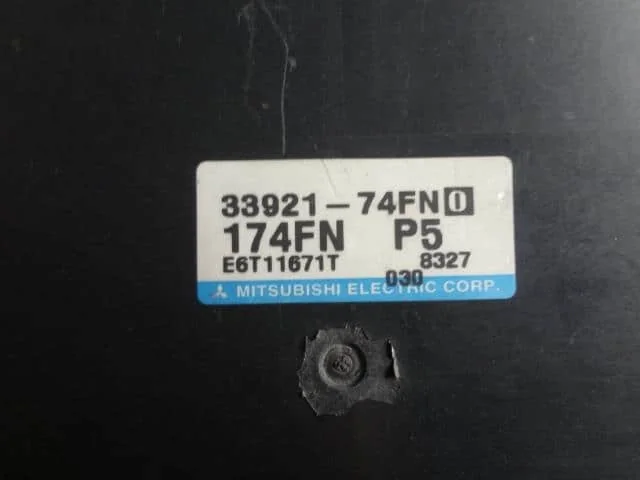 33921-74FN0
174FN P5
E6T11671T 8327
030
MITSUBISHI ELECTRIC CORP.